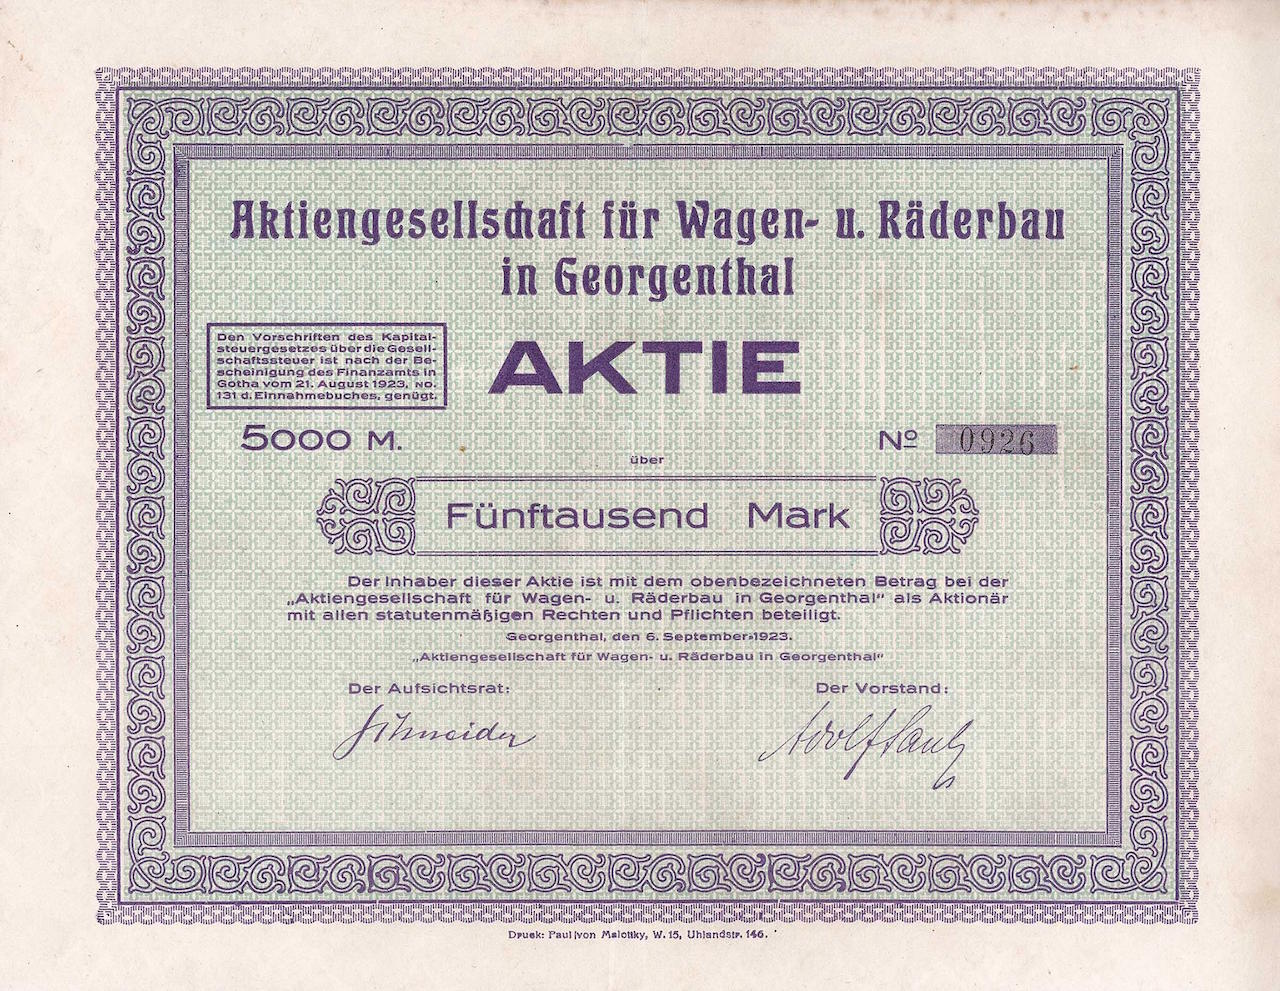 Aktiengesellschaft für Wagen- u. Räderbau
in Georgenthal
Den Vorschriften des Kapital-
steuergesetzes über die Gesell-
schaftssteuer ist nach der Be-
scheinigung des Finanzamts in
Gotha vom 21. August 1923, No.
131 d. Einnahmebuches, genügt.
AKTIE
5000 M.
Nº 0926
über
Fünftausend Mark
Der Inhaber dieser Aktie ist mit dem obenbezeichneten Betrag bei der
„Aktiengesellschaft für Wagen- u. Räderbau in Georgenthal“ als Aktionär
mit allen statutenmäßigen Rechten und Pflichten beteiligt.
Georgenthal, den 6. September 1923.
„Aktiengesellschaft für Wagen- u. Räderbau in Georgenthal“
Der Aufsichtsrat:
Der Vorstand:
Schneider
Adolf
Druck: Paul von Malottky, W. 15, Uhlandstr. 146.